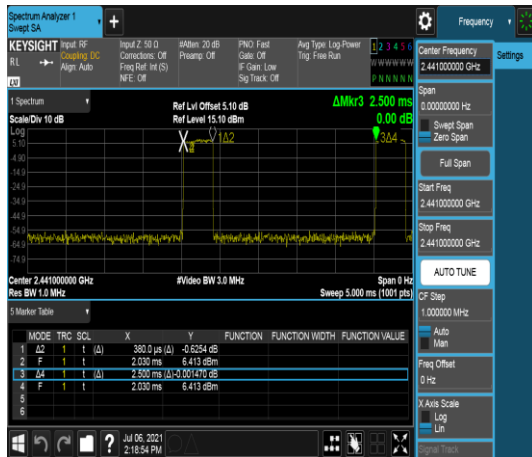 Spectrum Analyzer 1
Swept SA
+
Frequency
KEYSIGHT
RL
LXI
Input: RF
Coupling: DC
Align: Auto
Input Z: 50 Ω
Corrections: Off
Freq Ref: Int (S)
NFE: Off
#Atten: 20 dB
Preamp: Off
PNO: Fast
Gate: Off
IF Gain: Low
Sig Track: Off
Avg Type: Log-Power
Trig: Free Run
1 2 3 4 5 6
W W W W W W
P N N N N N
Center Frequency
2.441000000 GHz
Settings
Span
0.00000000 Hz
Swept Span
Zero Span
Full Span
Start Freq
2.441000000 GHz
Stop Freq
2.441000000 GHz
AUTO TUNE
CF Step
1.000000 MHz
Auto
Man
Freq Offset
0 Hz
X Axis Scale
Log
Lin
Signal Track
1 Spectrum
Scale/Div 10 dB
Ref Lvl Offset 5.10 dB
Ref Level 15.10 dBm
ΔMkr3 2.500 ms
0.00 dB
Log
5.10
-4.90
-14.9
-24.9
-34.9
-44.9
-54.9
-64.9
-74.9
X
1Δ2
3Δ4
Center 2.441000000 GHz
Res BW 1.0 MHz
#Video BW 3.0 MHz
Span 0 Hz
Sweep 5.000 ms (1001 pts)
5 Marker Table
MODE TRC SCL X Y FUNCTION FUNCTION WIDTH FUNCTION VALUE
1 Δ2 1 t (Δ) 380.0 µs (Δ) -0.6254 dB
2 F 1 t 2.030 ms 6.413 dBm
3 Δ4 1 t (Δ) 2.500 ms (Δ) -0.001470 dB
4 F 1 t 2.030 ms 6.413 dBm
5
6
?
Jul 06, 2021
2:18:54 PM